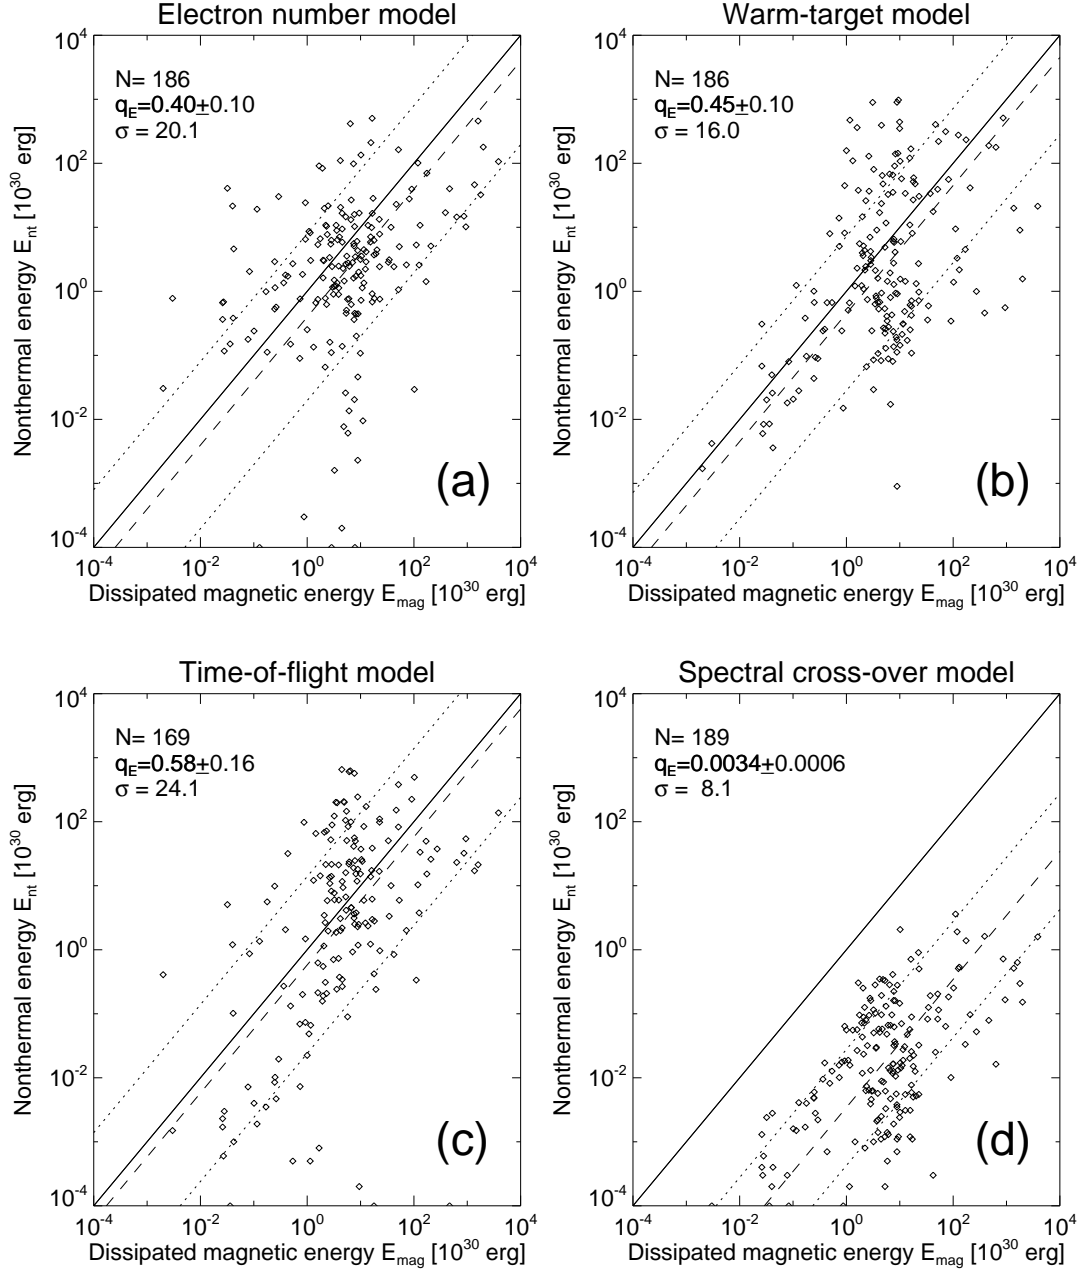 Electron number model
N= 186
q_E=0.40±0.10
σ = 20.1
(a)
10^4
10^2
10^0
10^-2
10^-4
Nonthermal energy E_nt [10^30 erg]
10^-4 10^-2 10^0 10^2 10^4
Dissipated magnetic energy E_mag [10^30 erg]
Warm-target model
N= 186
q_E=0.45±0.10
σ = 16.0
(b)
10^4
10^2
10^0
10^-2
10^-4
Nonthermal energy E_nt [10^30 erg]
10^-4 10^-2 10^0 10^2 10^4
Dissipated magnetic energy E_mag [10^30 erg]
Time-of-flight model
N= 169
q_E=0.58±0.16
σ = 24.1
(c)
10^4
10^2
10^0
10^-2
10^-4
Nonthermal energy E_nt [10^30 erg]
10^-4 10^-2 10^0 10^2 10^4
Dissipated magnetic energy E_mag [10^30 erg]
Spectral cross-over model
N= 189
q_E=0.0034±0.0006
σ =  8.1
(d)
10^4
10^2
10^0
10^-2
10^-4
Nonthermal energy E_nt [10^30 erg]
10^-4 10^-2 10^0 10^2 10^4
Dissipated magnetic energy E_mag [10^30 erg]